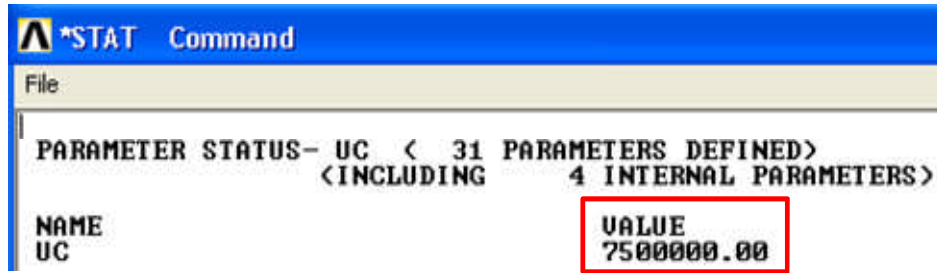 *STAT Command
File
PARAMETER STATUS- UC ( 31 PARAMETERS DEFINED)
(INCLUDING 4 INTERNAL PARAMETERS)
NAME VALUE
UC 7500000.00